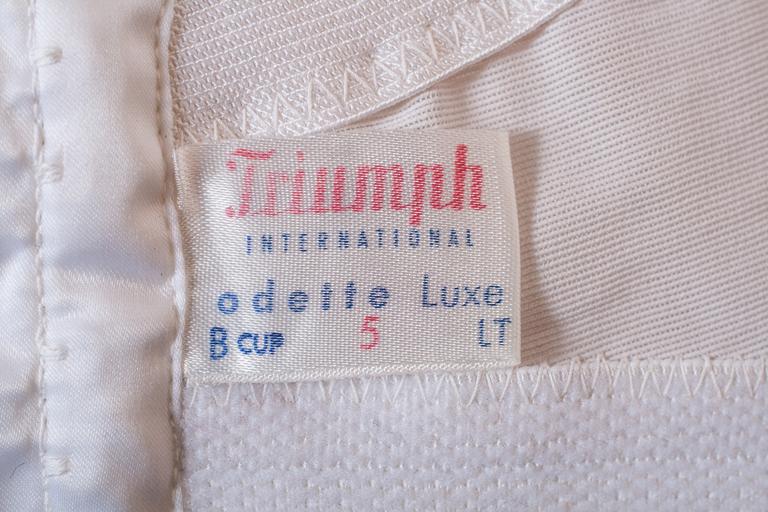 Triumph
INTERNATIONAL
odette Luxe
B CUP 5 LT